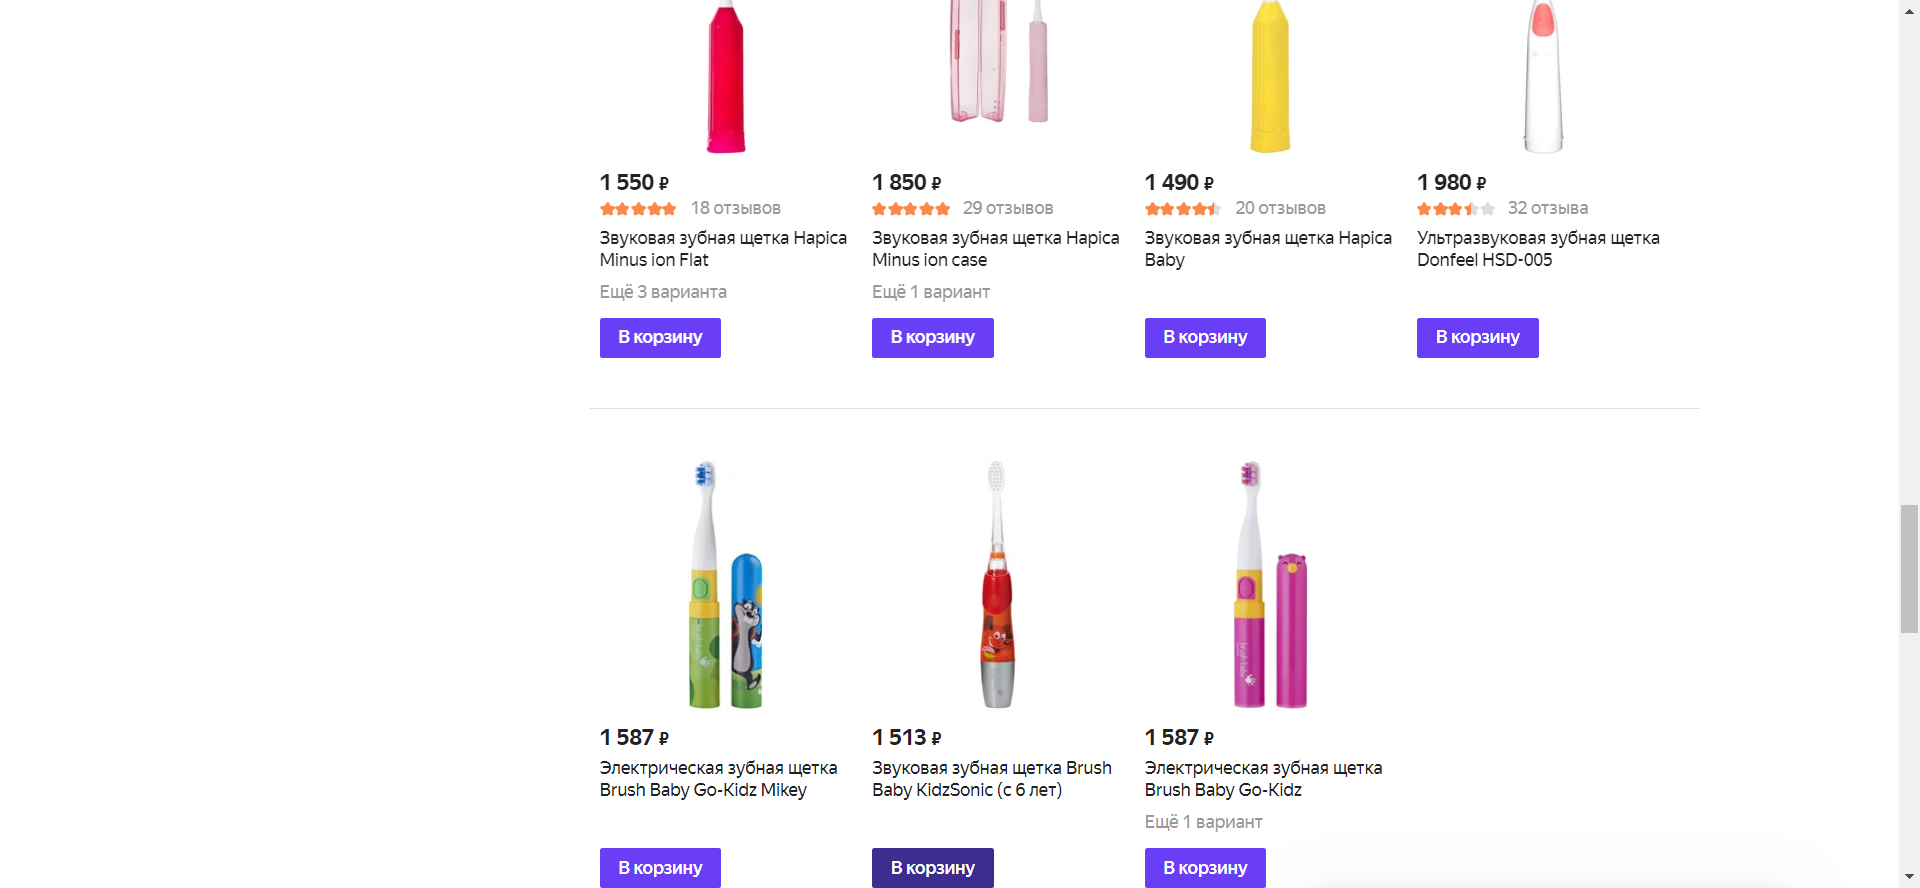 1 550 ₽
18 отзывов
Звуковая зубная щетка Hapica
Minus ion Flat
Ещё 3 варианта
В корзину
1 850 ₽
29 отзывов
Звуковая зубная щетка Hapica
Minus ion case
Ещё 1 вариант
В корзину
1 490 ₽
20 отзывов
Звуковая зубная щетка Hapica
Baby
В корзину
1 980 ₽
32 отзыва
Ультразвуковая зубная щетка
Donfeel HSD-005
В корзину
1 587 ₽
Электрическая зубная щетка
Brush Baby Go-Kidz Mikey
В корзину
1 513 ₽
Звуковая зубная щетка Brush
Baby KidzSonic (с 6 лет)
В корзину
1 587 ₽
Электрическая зубная щетка
Brush Baby Go-Kidz
Ещё 1 вариант
В корзину